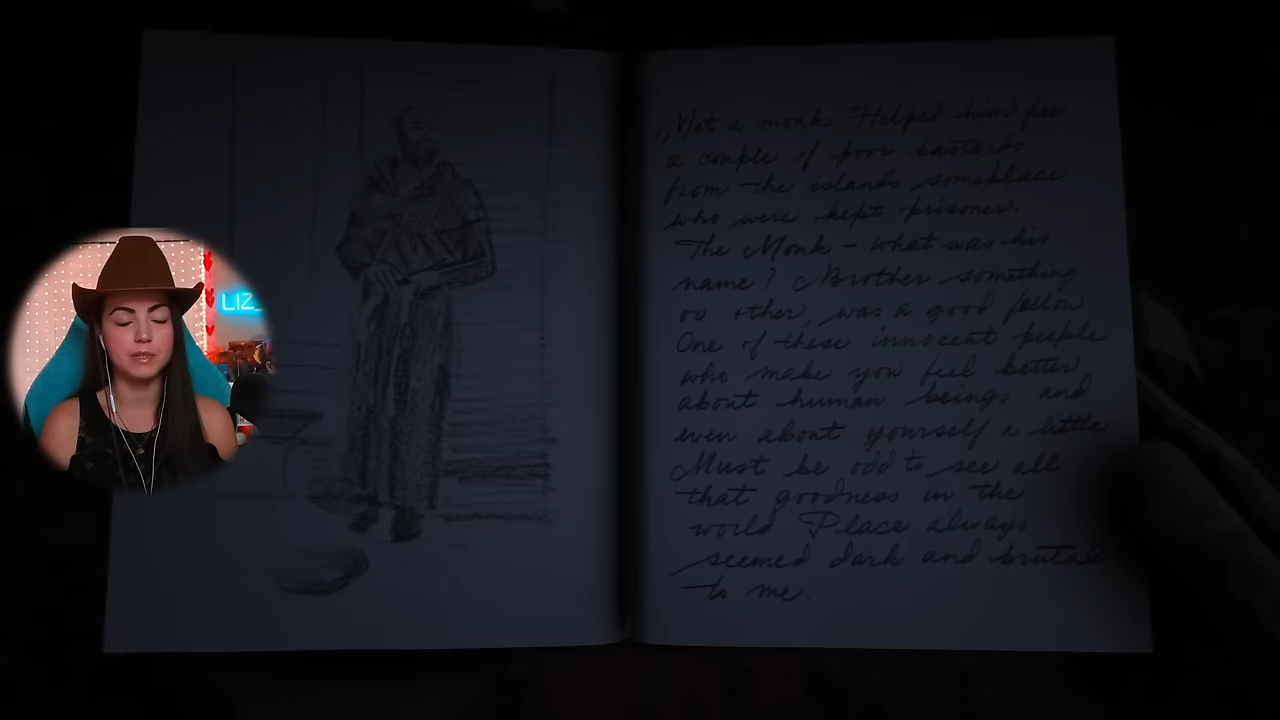 LIZ_
Met a monk. Helped him free
a couple of poor bastards
from the islands someplace
who were kept prisoner.
The Monk - what was his
name? Brother something
or other, was a good fellow
One of these innocent people
who make you feel better
about human beings and
even about yourself a little
Must be odd to see all
that goodness in the
world Place always
seemed dark and brutal
to me.